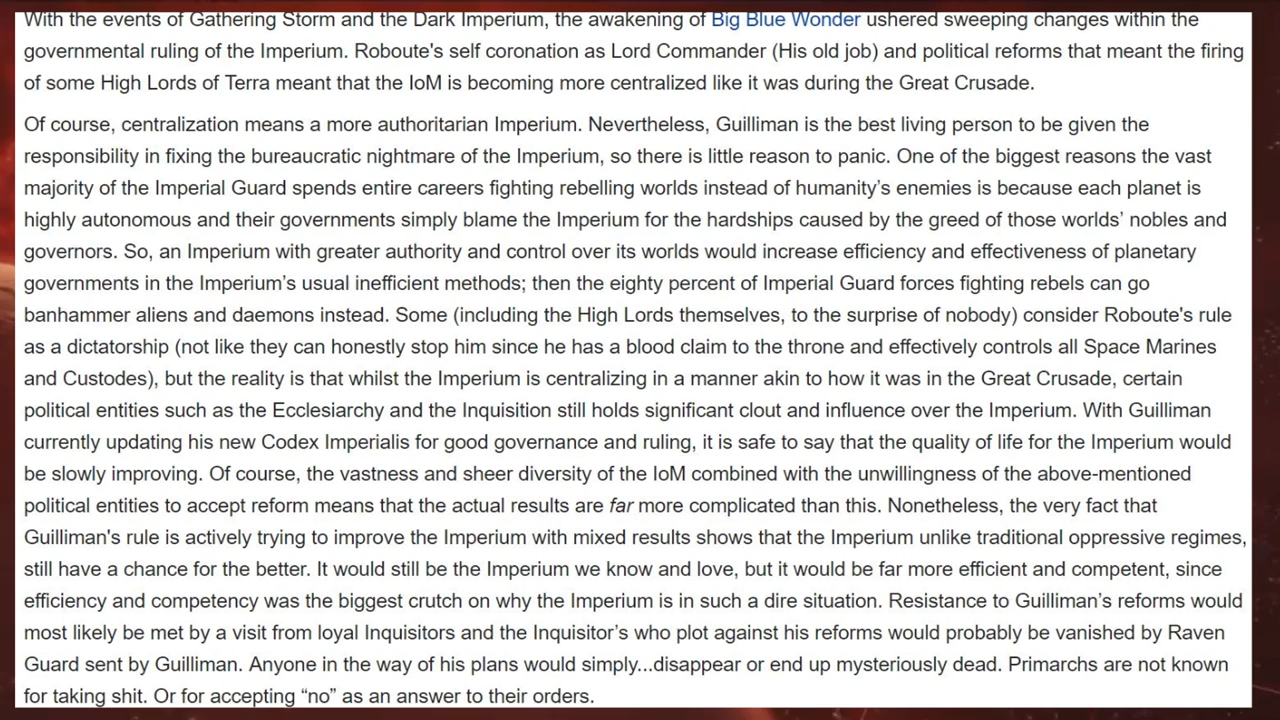 With the events of Gathering Storm and the Dark Imperium, the awakening of Big Blue Wonder ushered sweeping changes within the
governmental ruling of the Imperium. Roboute's self coronation as Lord Commander (His old job) and political reforms that meant the firing
of some High Lords of Terra meant that the IoM is becoming more centralized like it was during the Great Crusade.
Of course, centralization means a more authoritarian Imperium. Nevertheless, Guilliman is the best living person to be given the
responsibility in fixing the bureaucratic nightmare of the Imperium, so there is little reason to panic. One of the biggest reasons the vast
majority of the Imperial Guard spends entire careers fighting rebelling worlds instead of humanity’s enemies is because each planet is
highly autonomous and their governments simply blame the Imperium for the hardships caused by the greed of those worlds’ nobles and
governors. So, an Imperium with greater authority and control over its worlds would increase efficiency and effectiveness of planetary
governments in the Imperium’s usual inefficient methods; then the eighty percent of Imperial Guard forces fighting rebels can go
banhammer aliens and daemons instead. Some (including the High Lords themselves, to the surprise of nobody) consider Roboute's rule
as a dictatorship (not like they can honestly stop him since he has a blood claim to the throne and effectively controls all Space Marines
and Custodes), but the reality is that whilst the Imperium is centralizing in a manner akin to how it was in the Great Crusade, certain
political entities such as the Ecclesiarchy and the Inquisition still holds significant clout and influence over the Imperium. With Guilliman
currently updating his new Codex Imperialis for good governance and ruling, it is safe to say that the quality of life for the Imperium would
be slowly improving. Of course, the vastness and sheer diversity of the IoM combined with the unwillingness of the above-mentioned
political entities to accept reform means that the actual results are far more complicated than this. Nonetheless, the very fact that
Guilliman's rule is actively trying to improve the Imperium with mixed results shows that the Imperium unlike traditional oppressive regimes,
still have a chance for the better. It would still be the Imperium we know and love, but it would be far more efficient and competent, since
efficiency and competency was the biggest crutch on why the Imperium is in such a dire situation. Resistance to Guilliman’s reforms would
most likely be met by a visit from loyal Inquisitors and the Inquisitor’s who plot against his reforms would probably be vanished by Raven
Guard sent by Guilliman. Anyone in the way of his plans would simply...disappear or end up mysteriously dead. Primarchs are not known
for taking shit. Or for accepting “no” as an answer to their orders.